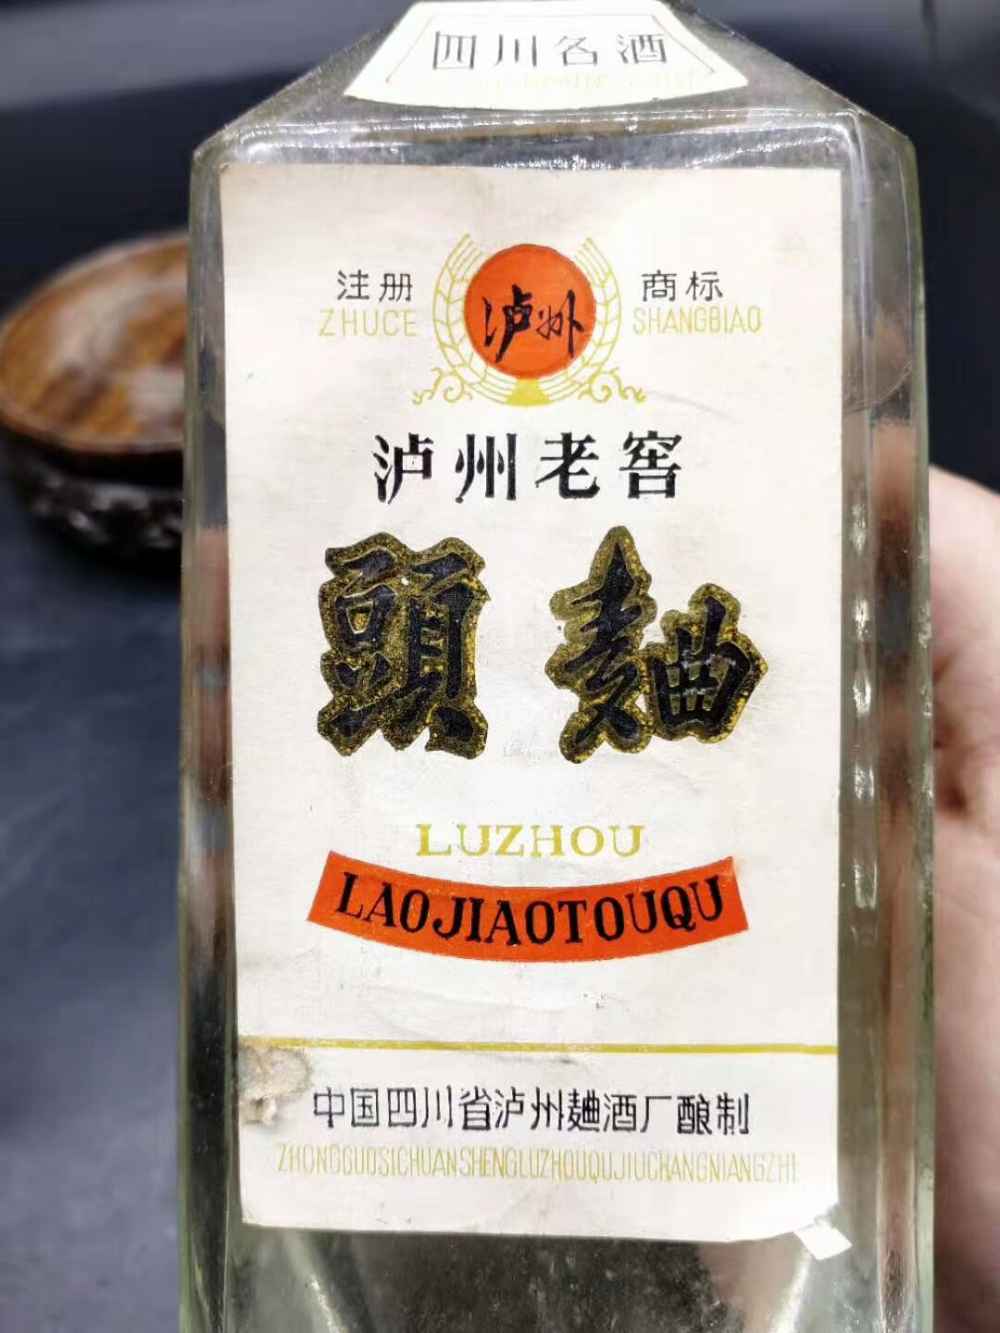 四川名酒
注册 泸州 商标
ZHUCE SHANGBIAO
泸州老窖
頭麯
LUZHOU
LAOJIAOTOUQU
中国四川省泸州麯酒厂酿制
ZHONGGUOSICHUANSHENGLUZHOUQUJIUCHANGNIANGZHI